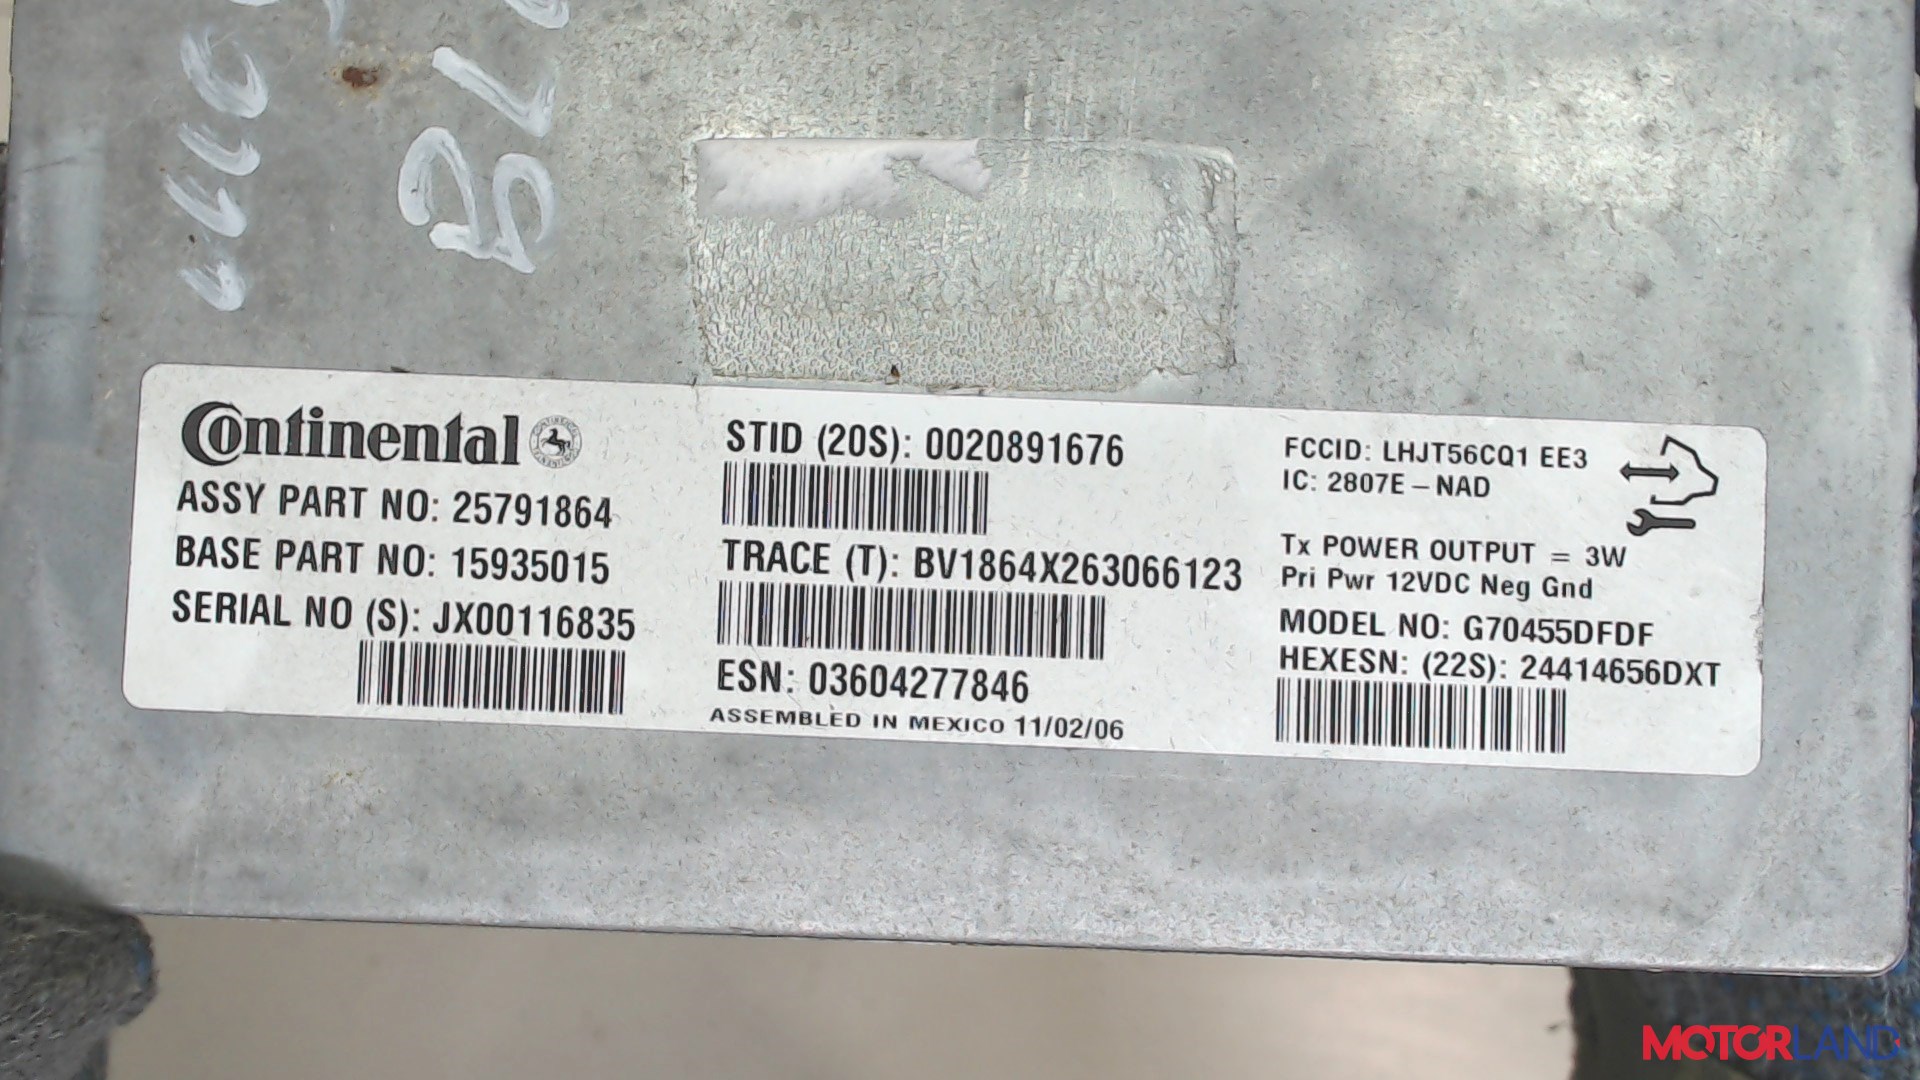 Continental
ASSY PART NO: 25791864
BASE PART NO: 15935015
SERIAL NO (S): JX00116835
STID (20S): 0020891676
TRACE (T): BV1864X263066123
ESN: 03604277846
ASSEMBLED IN MEXICO 11/02/06
FCCID: LHJT56CQ1 EE3
IC: 2807E – NAD
Tx POWER OUTPUT = 3W
Pri Pwr 12VDC Neg Gnd
MODEL NO: G70455DFDF
HEXESN: (22S): 24414656DXT
MOTORLAND